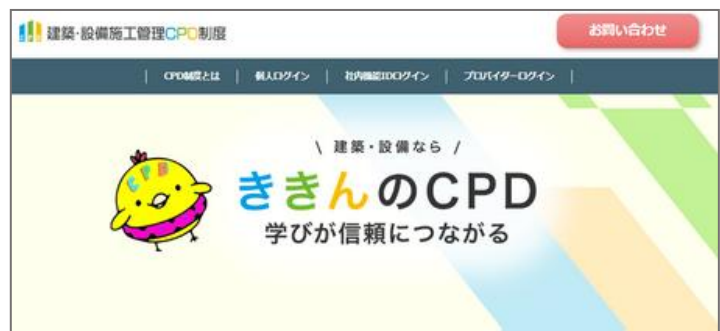 建築・設備施工管理CPD制度
お問い合わせ
CPD制度とは
個人ログイン
社内機能IDログイン
プロバイダーログイン
\ 建築・設備なら /
CPD
ききんのCPD
学びが信頼につながる